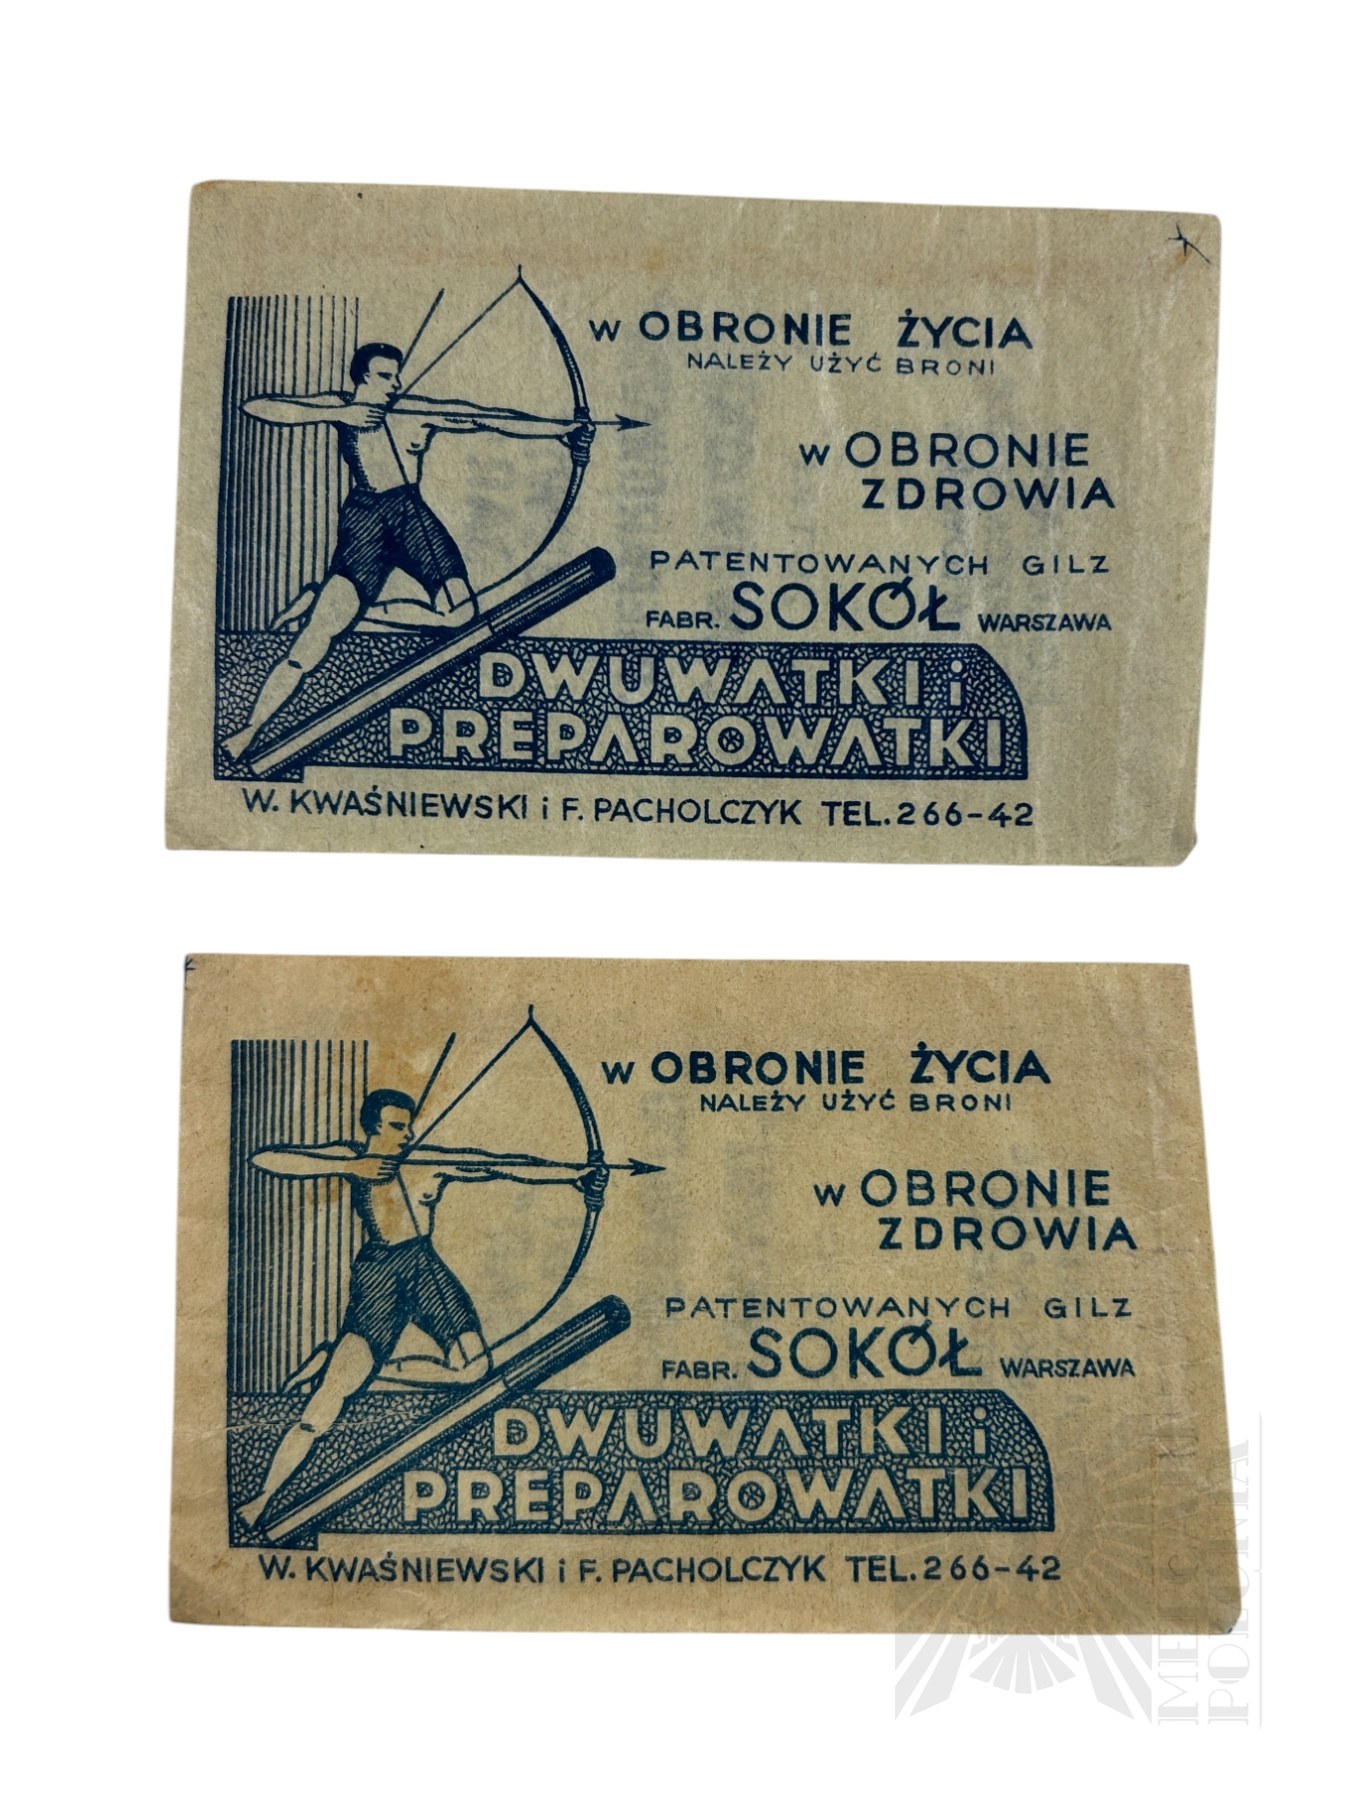 W OBRONIE ŻYCIA
NALEŻY UŻYĆ BRONI
W OBRONIE
ZDROWIA
PATENTOWANYCH GILZ
FABR. SOKÓŁ WARSZAWA
DWUWATKI i
PREPAROWATKI
W. KWAŚNIEWSKI i F. PACHOLCZYK TEL. 266-42
W OBRONIE ŻYCIA
NALEŻY UŻYĆ BRONI
W OBRONIE
ZDROWIA
PATENTOWANYCH GILZ
FABR. SOKÓŁ WARSZAWA
DWUWATKI i
PREPAROWATKI
W. KWAŚNIEWSKI i F. PACHOLCZYK TEL. 266-42
POLONIA